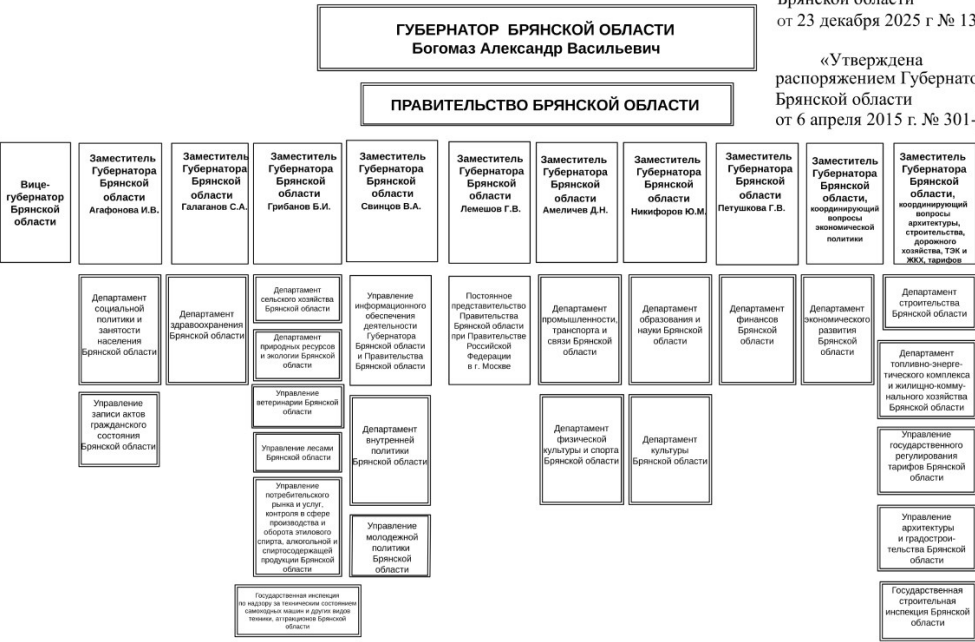 ГУБЕРНАТОР БРЯНСКОЙ ОБЛАСТИ
Богомаз Александр Васильевич
Брянской области
от 23 декабря 2025 г № 13
«Утверждена
распоряжением Губернато
Брянской области
от 6 апреля 2015 г. № 301-
ПРАВИТЕЛЬСТВО БРЯНСКОЙ ОБЛАСТИ
Вице-
губернатор
Брянской
области
Заместитель
Губернатора
Брянской
области
Агафонова И.В.
Заместитель
Губернатора
Брянской
области
Галаганов С.А.
Заместитель
Губернатора
Брянской
области
Грибанов Б.И.
Заместитель
Губернатора
Брянской
области
Свинцов В.А.
Заместитель
Губернатора
Брянской
области
Лемешов Г.В.
Заместитель
Губернатора
Брянской
области
Амеличев Д.Н.
Заместитель
Губернатора
Брянской
области
Никифоров Ю.М.
Заместитель
Губернатора
Брянской
области
Петушкова Г.В.
Заместитель
Губернатора
Брянской
области,
координирующий
вопросы
экономической
политики
Заместитель
Губернатора
Брянской
области,
координирующий
вопросы
архитектуры,
строительства,
дорожного
хозяйства, ТЭК и
ЖКХ, тарифов
Департамент
социальной
политики и
занятости
населения
Брянской области
Управление
записи актов
гражданского
состояния
Брянской области
Департамент
здравоохранения
Брянской области
Департамент
сельского хозяйства
Брянской области
Департамент
природных ресурсов
и экологии Брянской
области
Управление
ветеринарии Брянской
области
Управление лесами
Брянской области
Управление
потребительского
рынка и услуг,
контроля в сфере
производства и
оборота этилового
спирта, алкогольной и
спиртосодержащей
продукции Брянской
области
Государственная инспекция
по надзору за техническим состоянием
самоходных машин и других видов
техники, аттракционов Брянской
области
Управление
информационного
обеспечения
деятельности
Губернатора
Брянской области
и Правительства
Брянской области
Департамент
внутренней
политики
Брянской области
Управление
молодежной
политики
Брянской
области
Постоянное
представительство
Правительства
Брянской области
при Правительстве
Российской
Федерации
в г. Москве
Департамент
промышленности,
транспорта и
связи Брянской
области
Департамент
физической
культуры и спорта
Брянской области
Департамент
образования и
науки Брянской
области
Департамент
культуры
Брянской области
Департамент
финансов
Брянской
области
Департамент
экономического
развития
Брянской
области
Департамент
строительства
Брянской области
Департамент
топливно-энерге-
тического комплекса
и жилищно-комму-
нального хозяйства
Брянской области
Управление
государственного
регулирования
тарифов Брянской
области
Управление
архитектуры
и градострои-
тельства Брянской
области
Государственная
строительная
инспекция Брянской
области